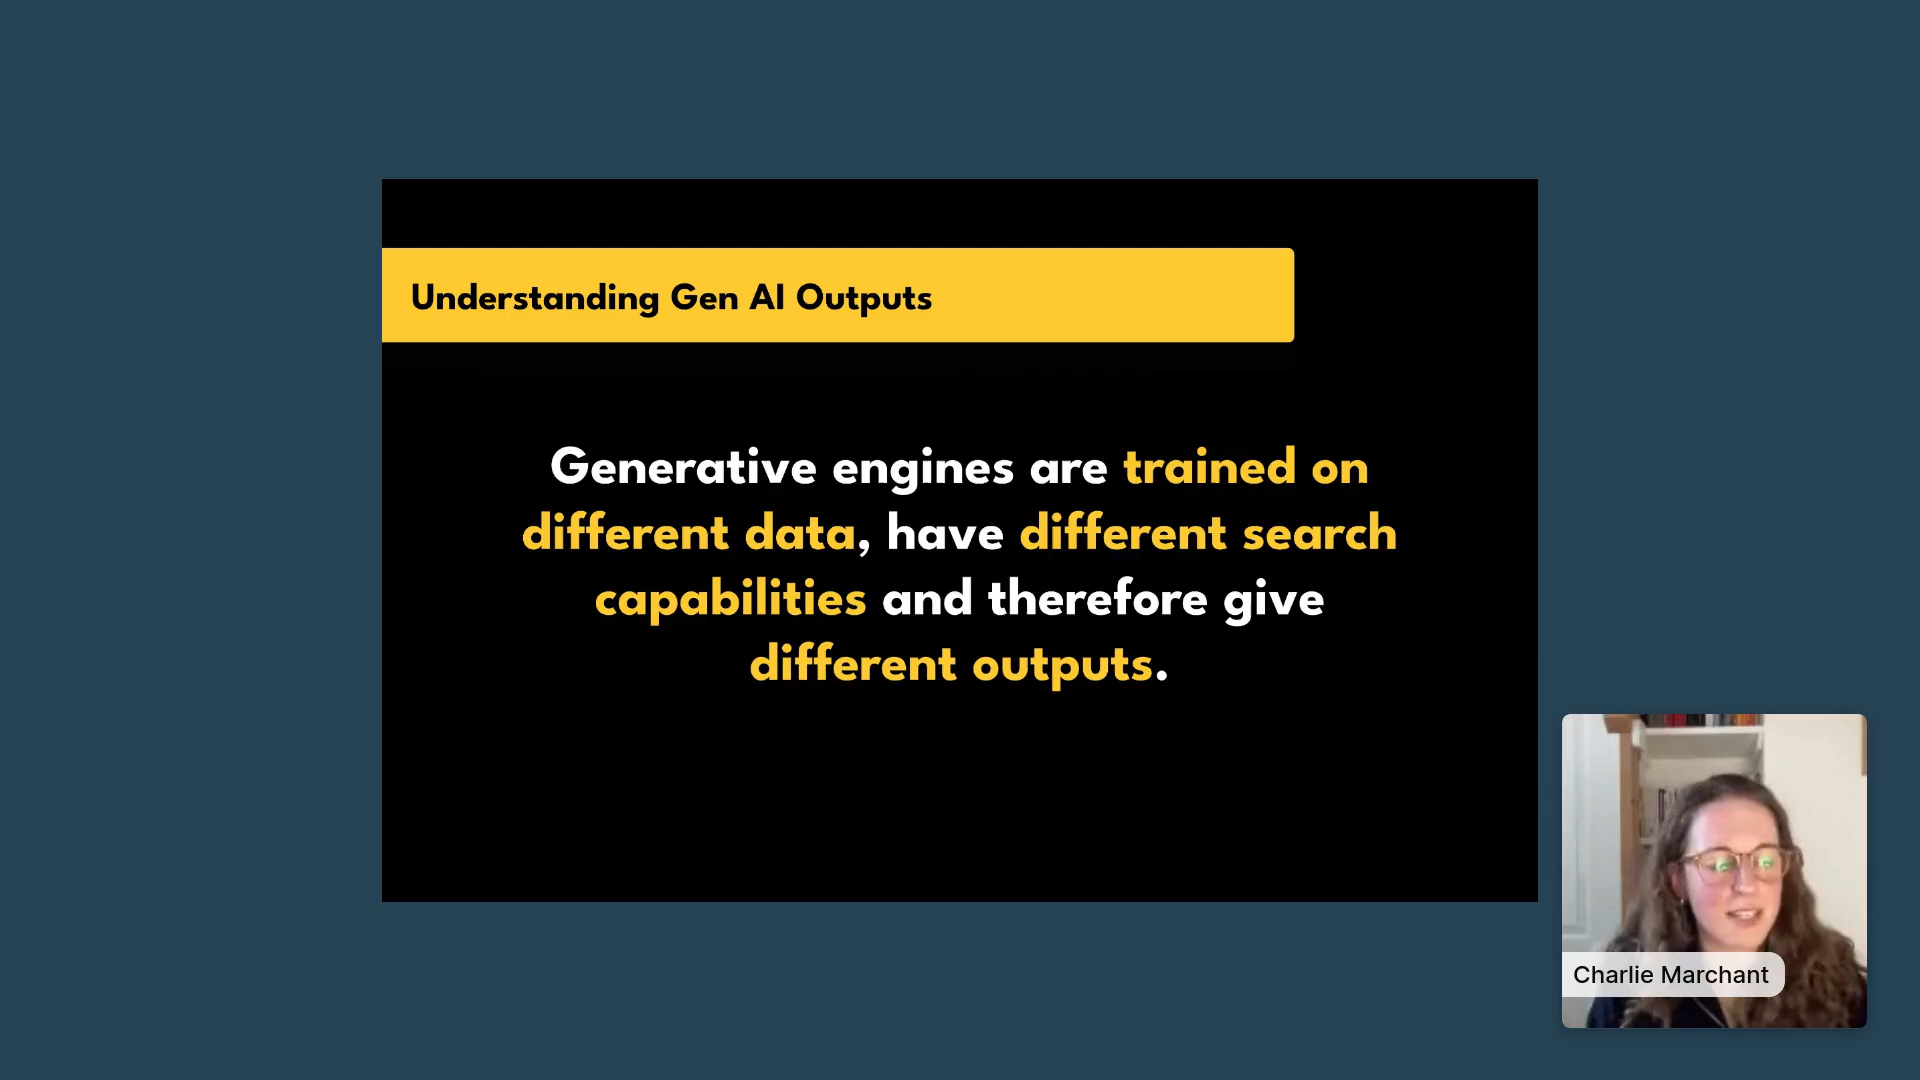 Understanding Gen AI Outputs
Generative engines are trained on
different data, have different search
capabilities and therefore give
different outputs.
Charlie Marchant